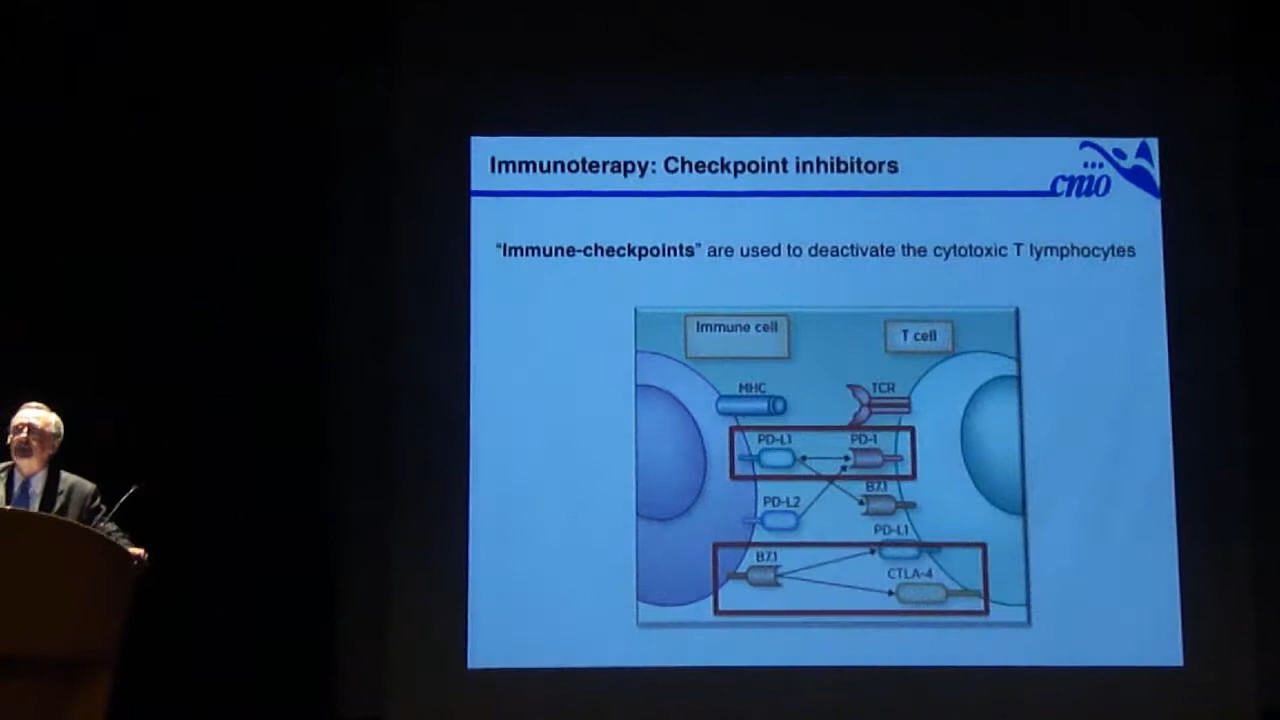 Immunoterapy: Checkpoint inhibitors
cnio
“Immune-checkpoints” are used to deactivate the cytotoxic T lymphocytes
Immune cell
T cell
MHC
TCR
PD-L1
PD-1
B7.1
PD-L2
PD-L1
B7.1
CTLA-4